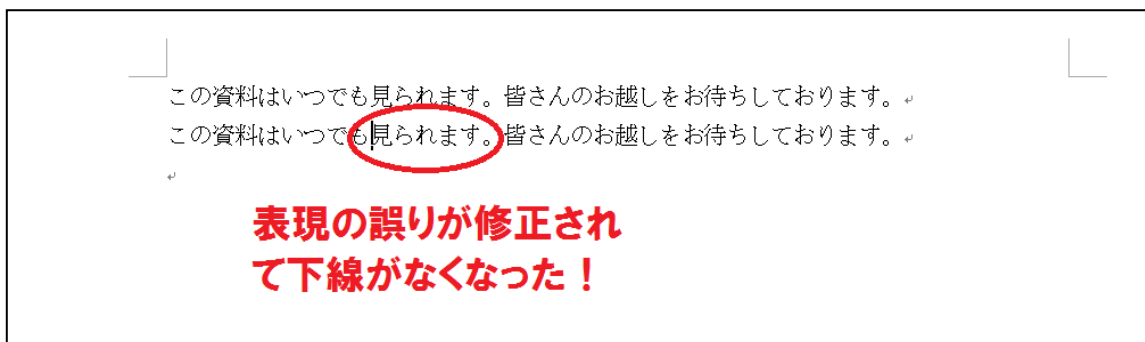 この資料はいつでも見られます。皆さんのお越しをお待ちしております。
この資料はいつでも見られます。皆さんのお越しをお待ちしております。
表現の誤りが修正され
て下線がなくなった！